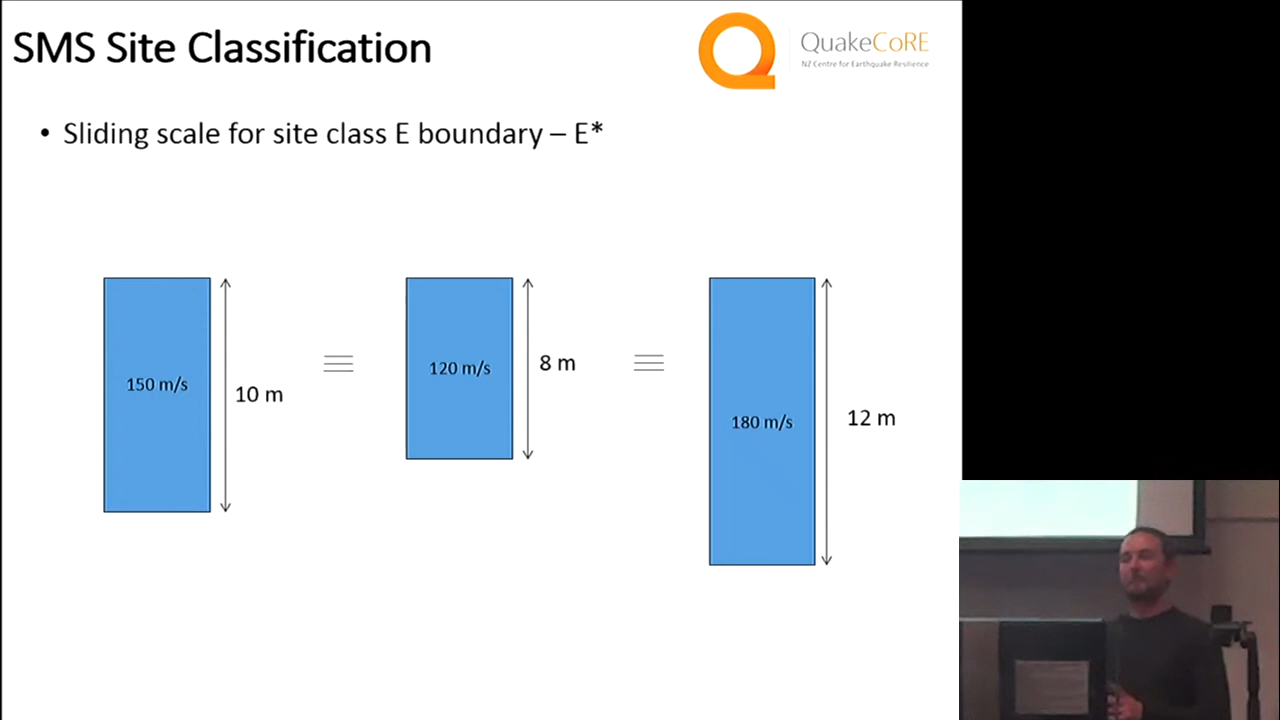 SMS Site Classification
QuakeCoRE
NZ Centre for Earthquake Resilience
• Sliding scale for site class E boundary – E*
150 m/s
10 m
120 m/s
8 m
180 m/s
12 m